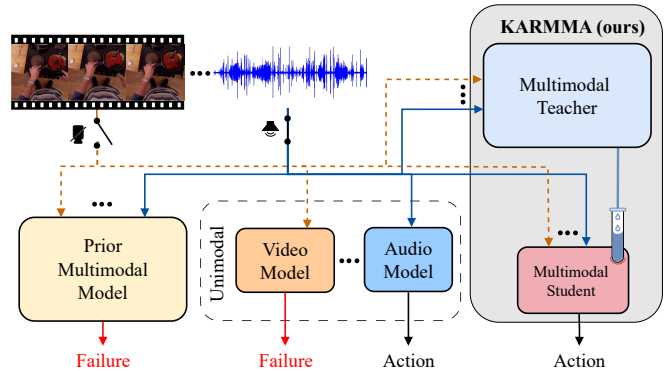 KARMMA (ours)
Multimodal
Teacher
Prior
Multimodal
Model
Unimodal
Video
Model
Audio
Model
Multimodal
Student
Failure
Failure
Action
Action